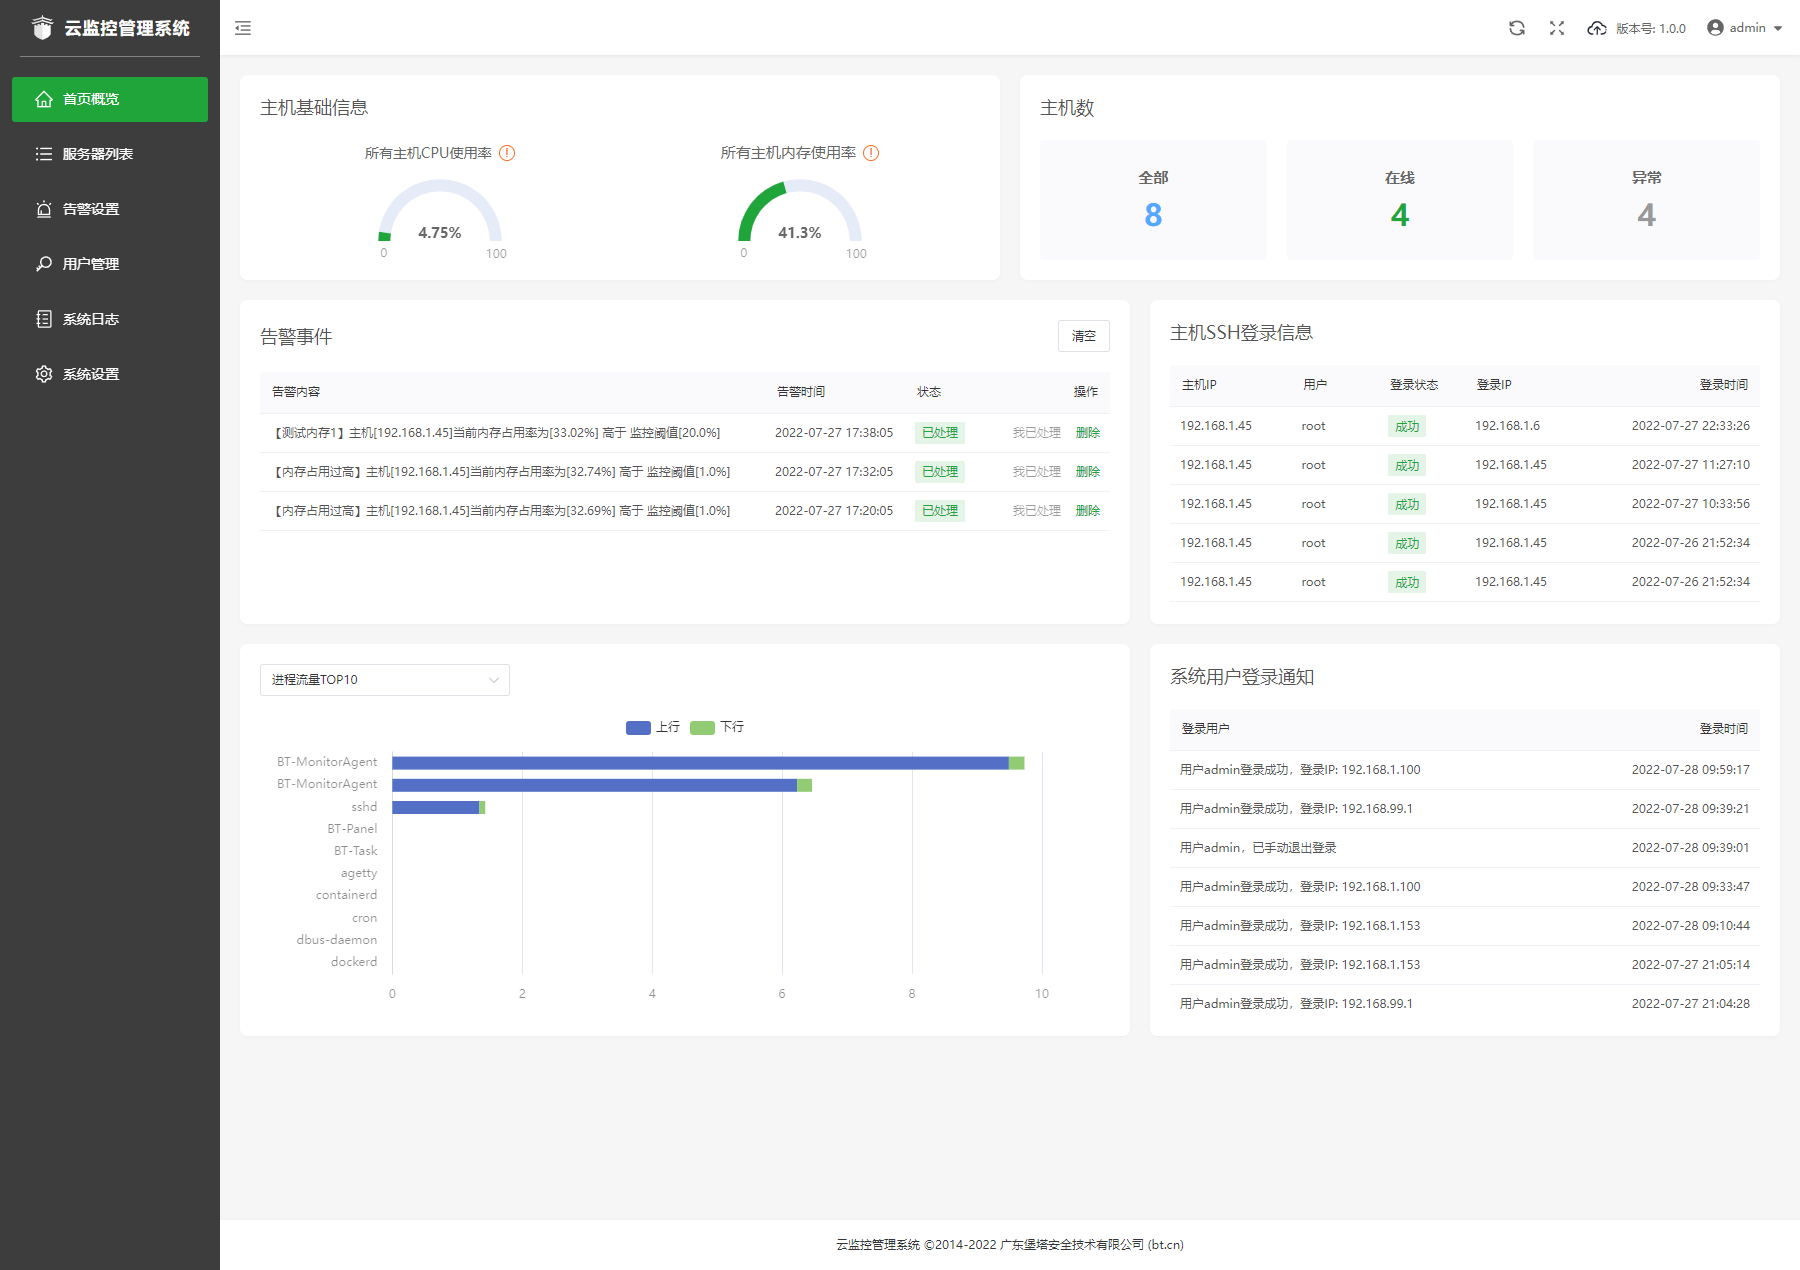 云监控管理系统
首页概览
服务器列表
告警设置
用户管理
系统日志
系统设置
版本号: 1.0.0
admin
主机基础信息
所有主机CPU使用率
4.75%
0 100
所有主机内存使用率
41.3%
0 100
主机数
全部
8
在线
4
异常
4
告警事件
清空
告警内容 告警时间 状态 操作
【测试内存1】主机[192.168.1.45]当前内存占用率为[33.02%] 高于 监控阈值[20.0%] 2022-07-27 17:38:05 已处理 我已处理 删除
【内存占用过高】主机[192.168.1.45]当前内存占用率为[32.74%] 高于 监控阈值[1.0%] 2022-07-27 17:32:05 已处理 我已处理 删除
【内存占用过高】主机[192.168.1.45]当前内存占用率为[32.69%] 高于 监控阈值[1.0%] 2022-07-27 17:20:05 已处理 我已处理 删除
主机SSH登录信息
主机IP 用户 登录状态 登录IP 登录时间
192.168.1.45 root 成功 192.168.1.6 2022-07-27 22:33:26
192.168.1.45 root 成功 192.168.1.45 2022-07-27 11:27:10
192.168.1.45 root 成功 192.168.1.45 2022-07-27 10:33:56
192.168.1.45 root 成功 192.168.1.45 2022-07-26 21:52:34
192.168.1.45 root 成功 192.168.1.45 2022-07-26 21:52:34
进程流量TOP10
上行 下行
BT-MonitorAgent
BT-MonitorAgent
sshd
BT-Panel
BT-Task
agetty
containerd
cron
dbus-daemon
dockerd
0 2 4 6 8 10
系统用户登录通知
登录用户 登录时间
用户admin登录成功，登录IP: 192.168.1.100 2022-07-28 09:59:17
用户admin登录成功，登录IP: 192.168.99.1 2022-07-28 09:39:21
用户admin，已手动退出登录 2022-07-28 09:39:01
用户admin登录成功，登录IP: 192.168.1.100 2022-07-28 09:33:47
用户admin登录成功，登录IP: 192.168.1.153 2022-07-28 09:10:44
用户admin登录成功，登录IP: 192.168.1.153 2022-07-27 21:05:14
用户admin登录成功，登录IP: 192.168.99.1 2022-07-27 21:04:28
云监控管理系统 ©2014-2022 广东堡塔安全技术有限公司 (bt.cn)